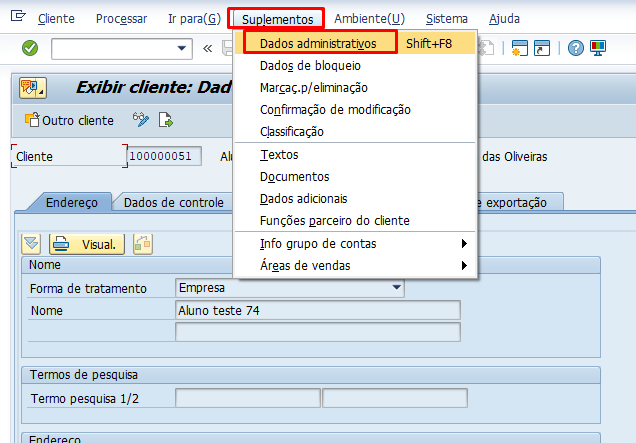 Cliente Processar Ir para(G) Suplementos Ambiente(U) Sistema Ajuda
Dados administrativos Shift+F8
Dados de bloqueio
Marcaç.p/eliminação
Confirmação de modificação
Classificação
Textos
Documentos
Dados adicionais
Funções parceiro do cliente
Info grupo de contas
Áreas de vendas
Exibir cliente: Dad
Outro cliente
Cliente 100000051 Al das Oliveiras
Endereço Dados de controle e exportação
Visual.
Nome
Forma de tratamento Empresa
Nome Aluno teste 74
Termos de pesquisa
Termo pesquisa 1/2
Endereço